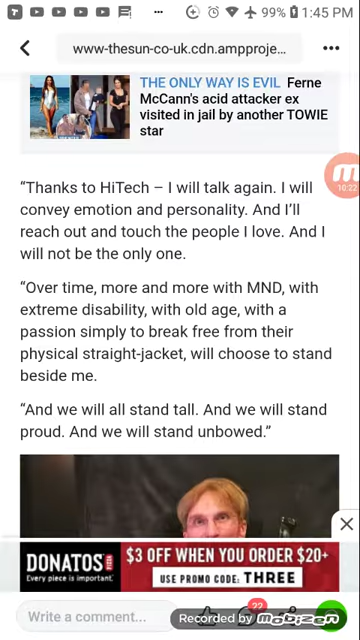 99% 1:45 PM
www-thesun-co-uk.cdn.ampproje...
THE ONLY WAY IS EVIL Ferne
McCann's acid attacker ex
visited in jail by another TOWIE
star
10:22
“Thanks to HiTech – I will talk again. I will
convey emotion and personality. And I’ll
reach out and touch the people I love. And I
will not be the only one.
“Over time, more and more with MND, with
extreme disability, with old age, with a
passion simply to break free from their
physical straight-jacket, will choose to stand
beside me.
“And we will all stand tall. And we will stand
proud. And we will stand unbowed.”
DONATOS PIZZA
Every piece is important.
$3 OFF WHEN YOU ORDER $20+
USE PROMO CODE: THREE
Write a comment...
22
Recorded by mobizen